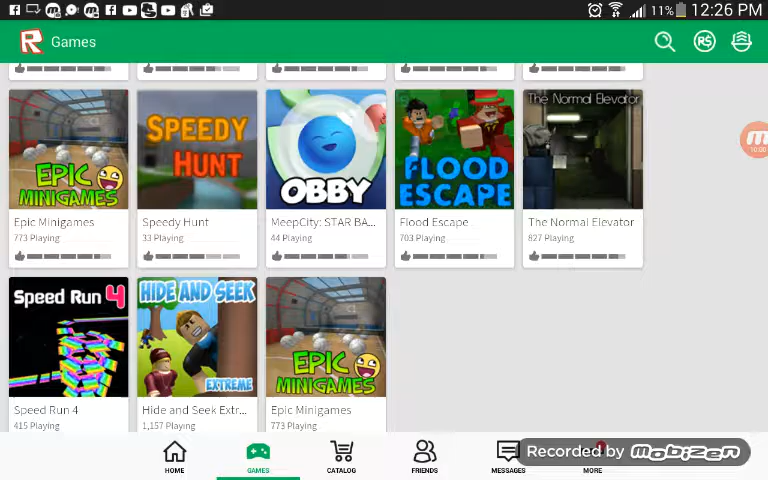 11% 12:26 PM
R Games R$
10:06
EPIC MINIGAMES
SPEEDY HUNT
OBBY
FLOOD ESCAPE
The Normal Elevator
Epic Minigames
Speedy Hunt
MeepCity: STAR BA...
Flood Escape
The Normal Elevator
773 Playing
33 Playing
44 Playing
703 Playing
827 Playing
Speed Run 4
HIDE AND SEEK
EXTREME
EPIC MINIGAMES
Speed Run 4
Hide and Seek Extr...
Epic Minigames
415 Playing
1,157 Playing
773 Playing
HOME
GAMES
CATALOG
FRIENDS
MESSAGES
MORE
Recorded by MOBIZEN